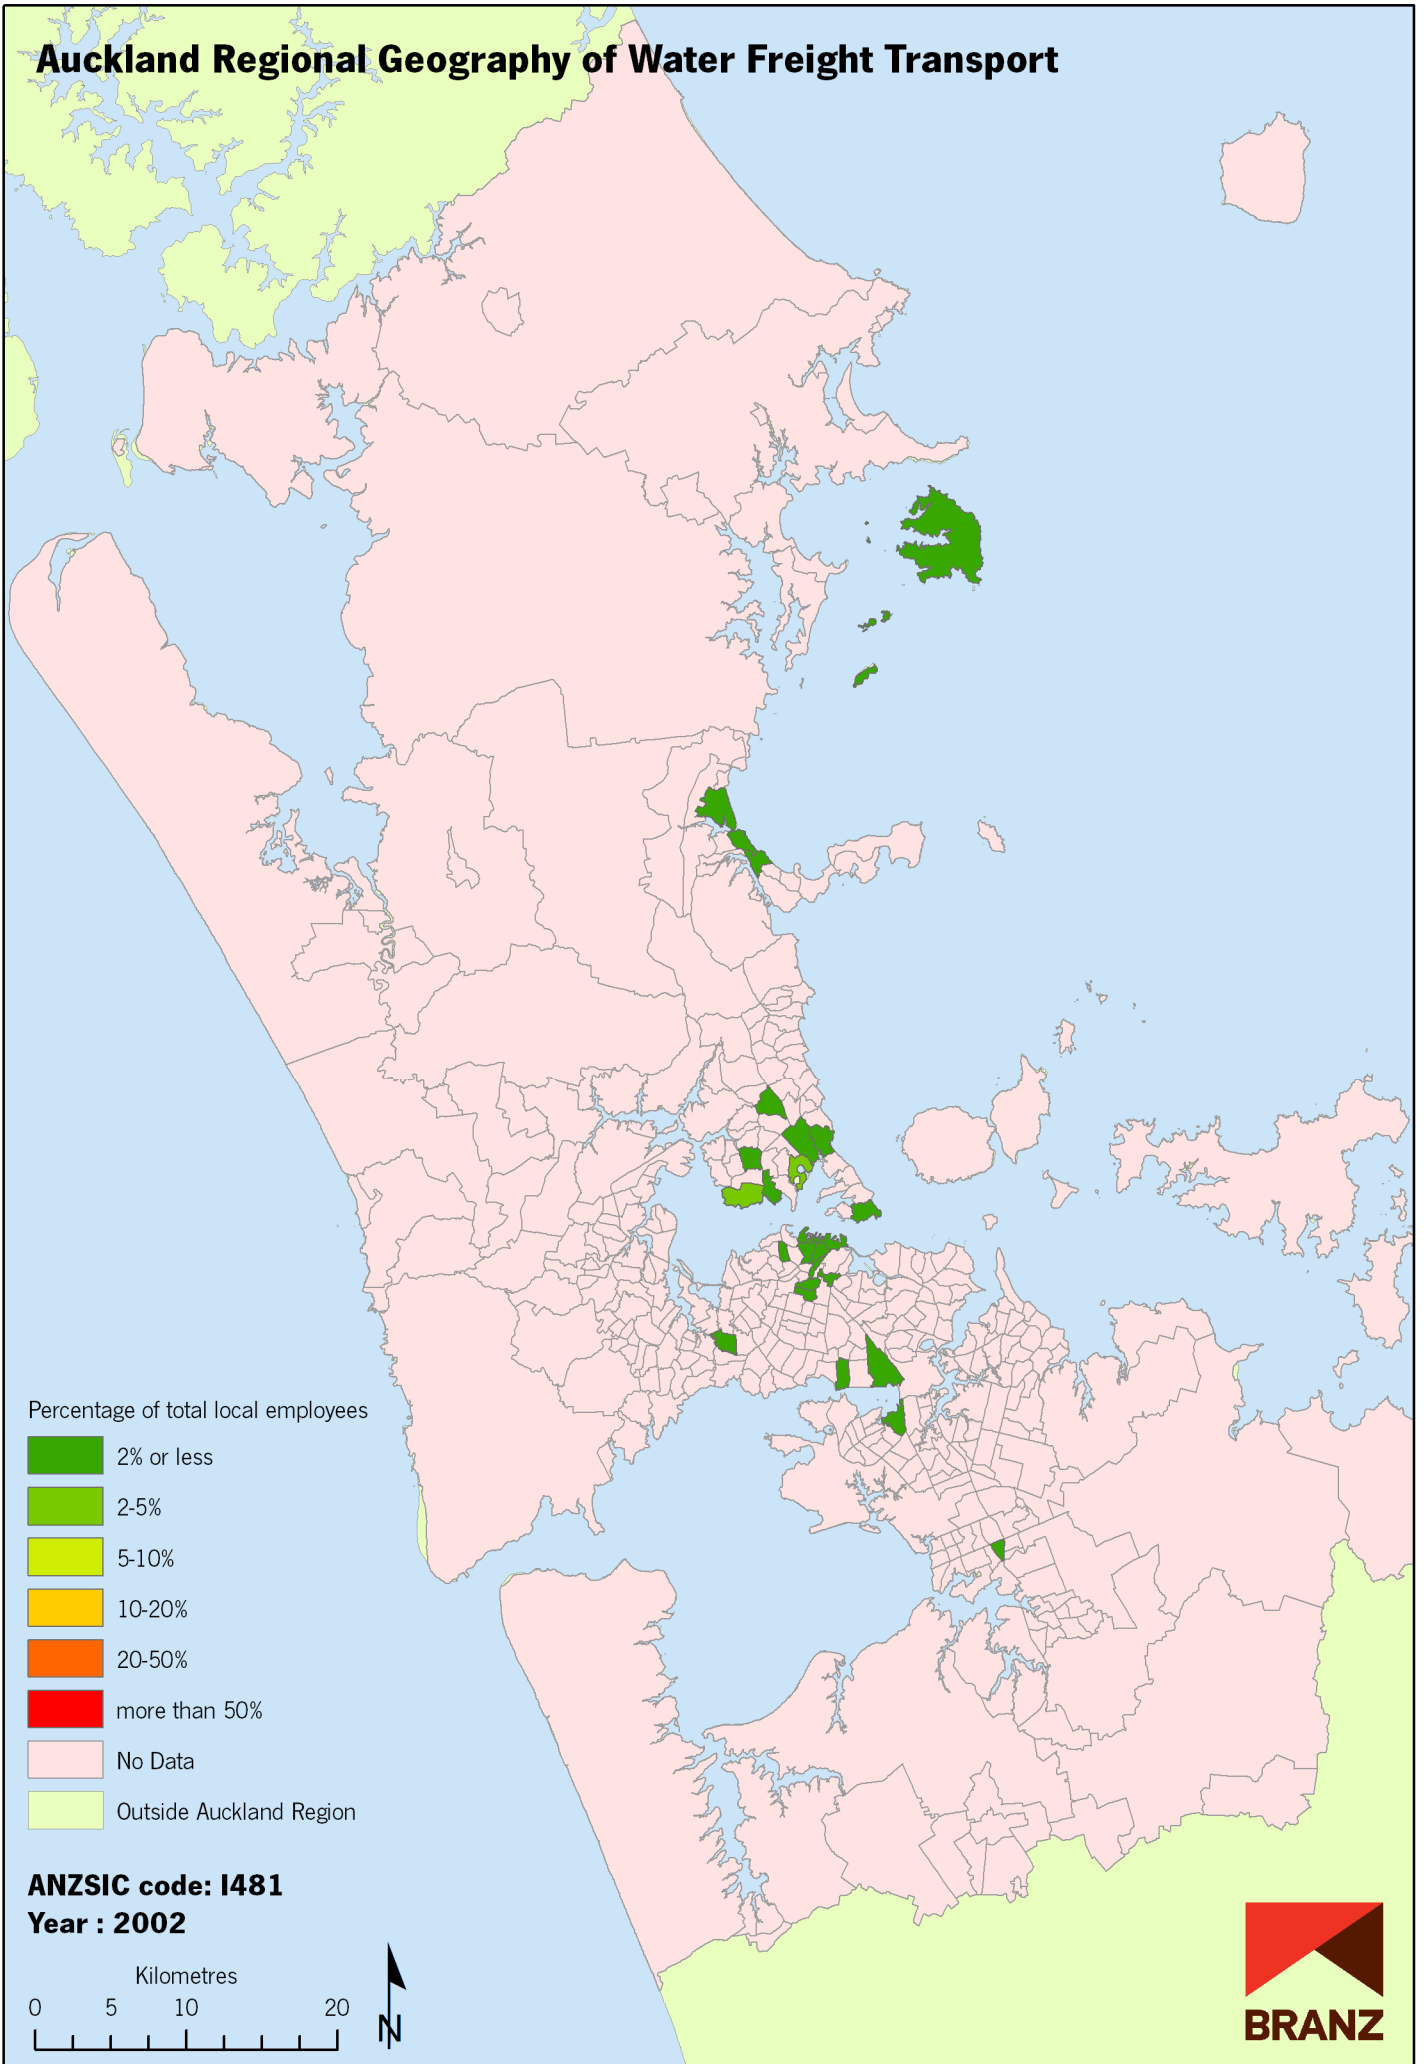 Auckland Regional Geography of Water Freight Transport
Percentage of total local employees
2% or less
2-5%
5-10%
10-20%
20-50%
more than 50%
No Data
Outside Auckland Region
ANZSIC code: I481
Year : 2002
Kilometres
0 5 10 20
N
BRANZ